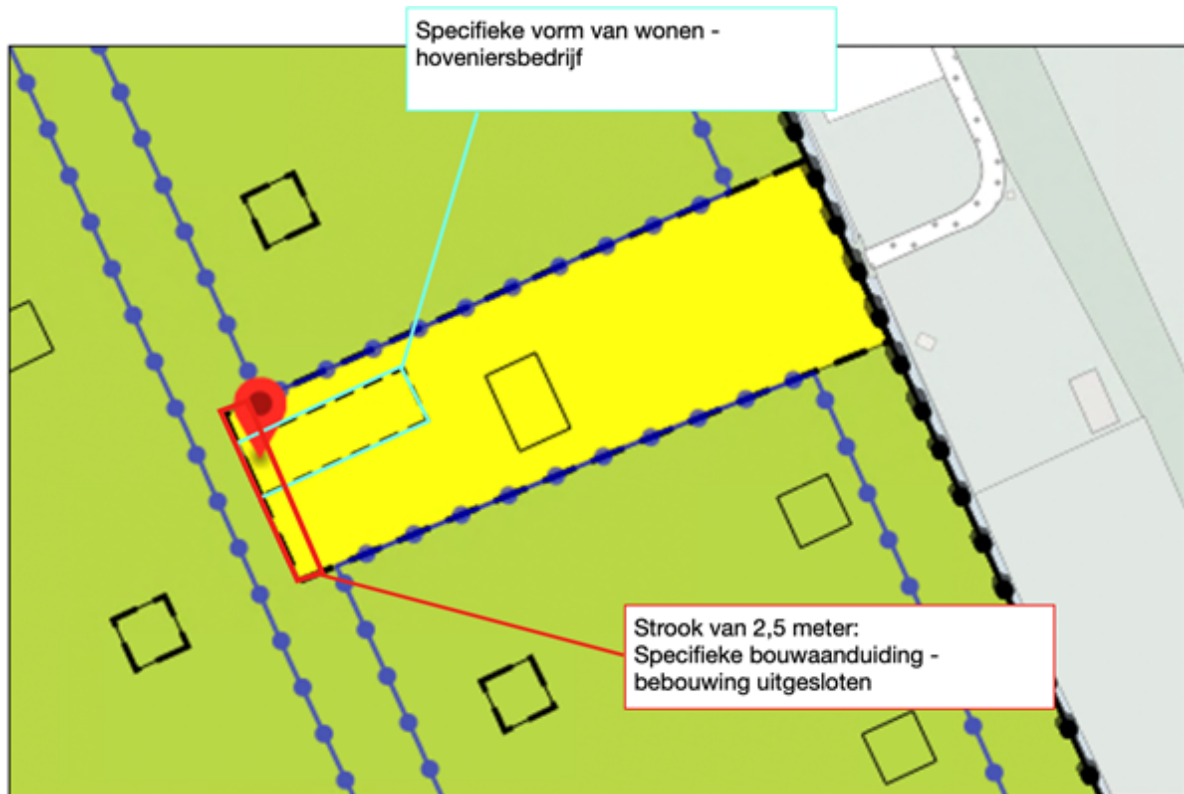 Specifieke vorm van wonen -
hoveniersbedrijf
Strook van 2,5 meter:
Specifieke bouwaanduiding -
bebouwing uitgesloten